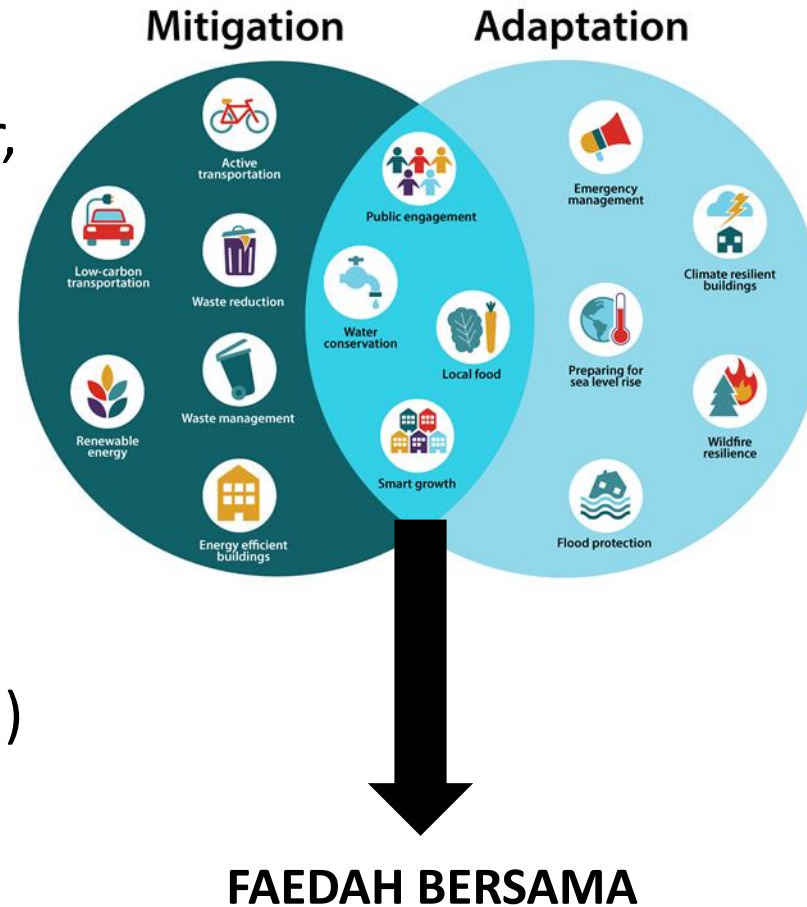 Mitigation
Adaptation
Active
transportation
Low-carbon
transportation
Waste reduction
Waste management
Renewable
energy
Energy efficient
buildings
Public engagement
Water
conservation
Local food
Smart growth
Emergency
management
Climate resilient
buildings
Preparing for
sea level rise
Wildfire
resilience
Flood protection
)
FAEDAH BERSAMA